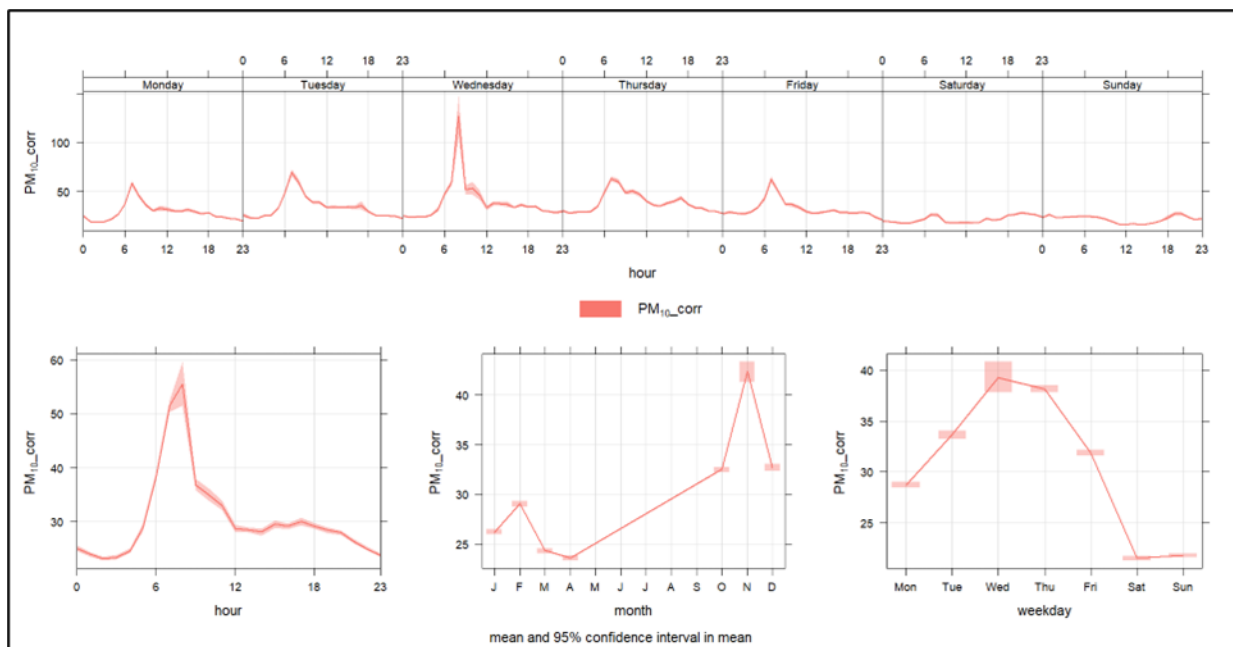 0 6 12 18 23 0 6 12 18 23 0 6 12 18 23
Monday Tuesday Wednesday Thursday Friday Saturday Sunday
PM₁₀_corr
100
50
0 6 12 18 23 0 6 12 18 23 0 6 12 18 23 0 6 12 18 23
hour
PM₁₀_corr
PM₁₀_corr
60
50
40
30
0 6 12 18 23
hour
PM₁₀_corr
40
35
30
25
J F M A M J J A S O N D
month
PM₁₀_corr
40
35
30
25
Mon Tue Wed Thu Fri Sat Sun
weekday
mean and 95% confidence interval in mean